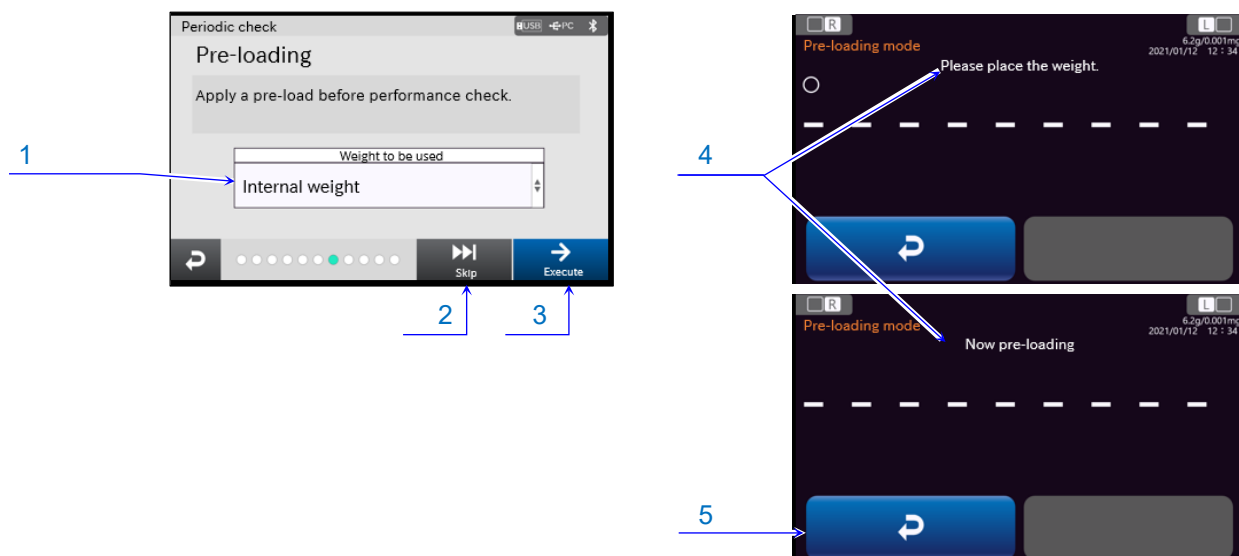 Periodic check
USB PC
Pre-loading
Apply a pre-load before performance check.
Weight to be used
Internal weight
Skip
Execute
1
2
3
R
L
Pre-loading mode
6.2g/0.001mg
2021/01/12 12:34
Please place the weight.
4
R
L
Pre-loading mode
6.2g/0.001mg
2021/01/12 12:34
Now pre-loading
5